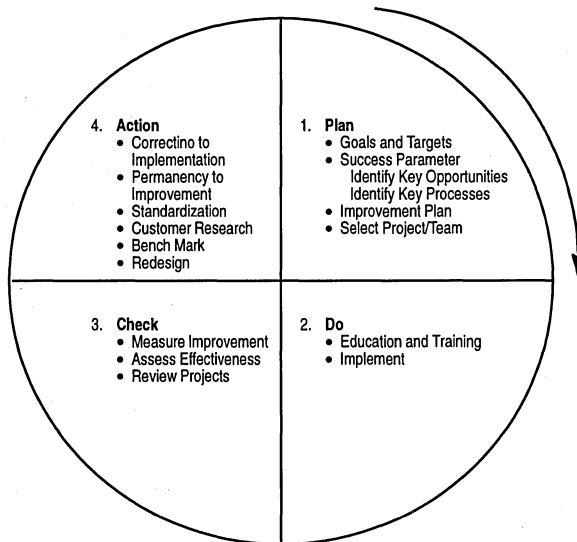 4. Action
• Correctino to
Implementation
• Permanency to
Improvement
• Standardization
• Customer Research
• Bench Mark
• Redesign
1. Plan
• Goals and Targets
• Success Parameter
Identify Key Opportunities
Identify Key Processes
• Improvement Plan
• Select Project/Team
3. Check
• Measure Improvement
• Assess Effectiveness
• Review Projects
2. Do
• Education and Training
• Implement